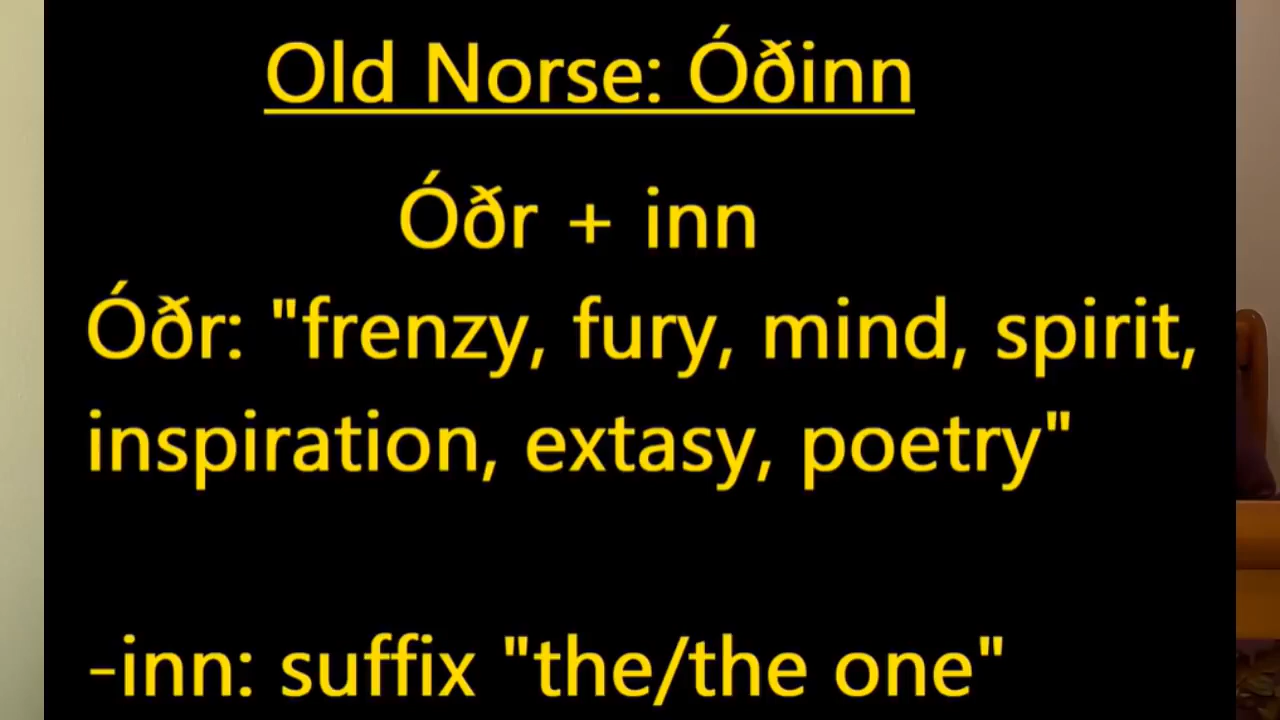 Old Norse: Óðinn
Óðr + inn
Óðr: "frenzy, fury, mind, spirit,
inspiration, extasy, poetry"
-inn: suffix "the/the one"